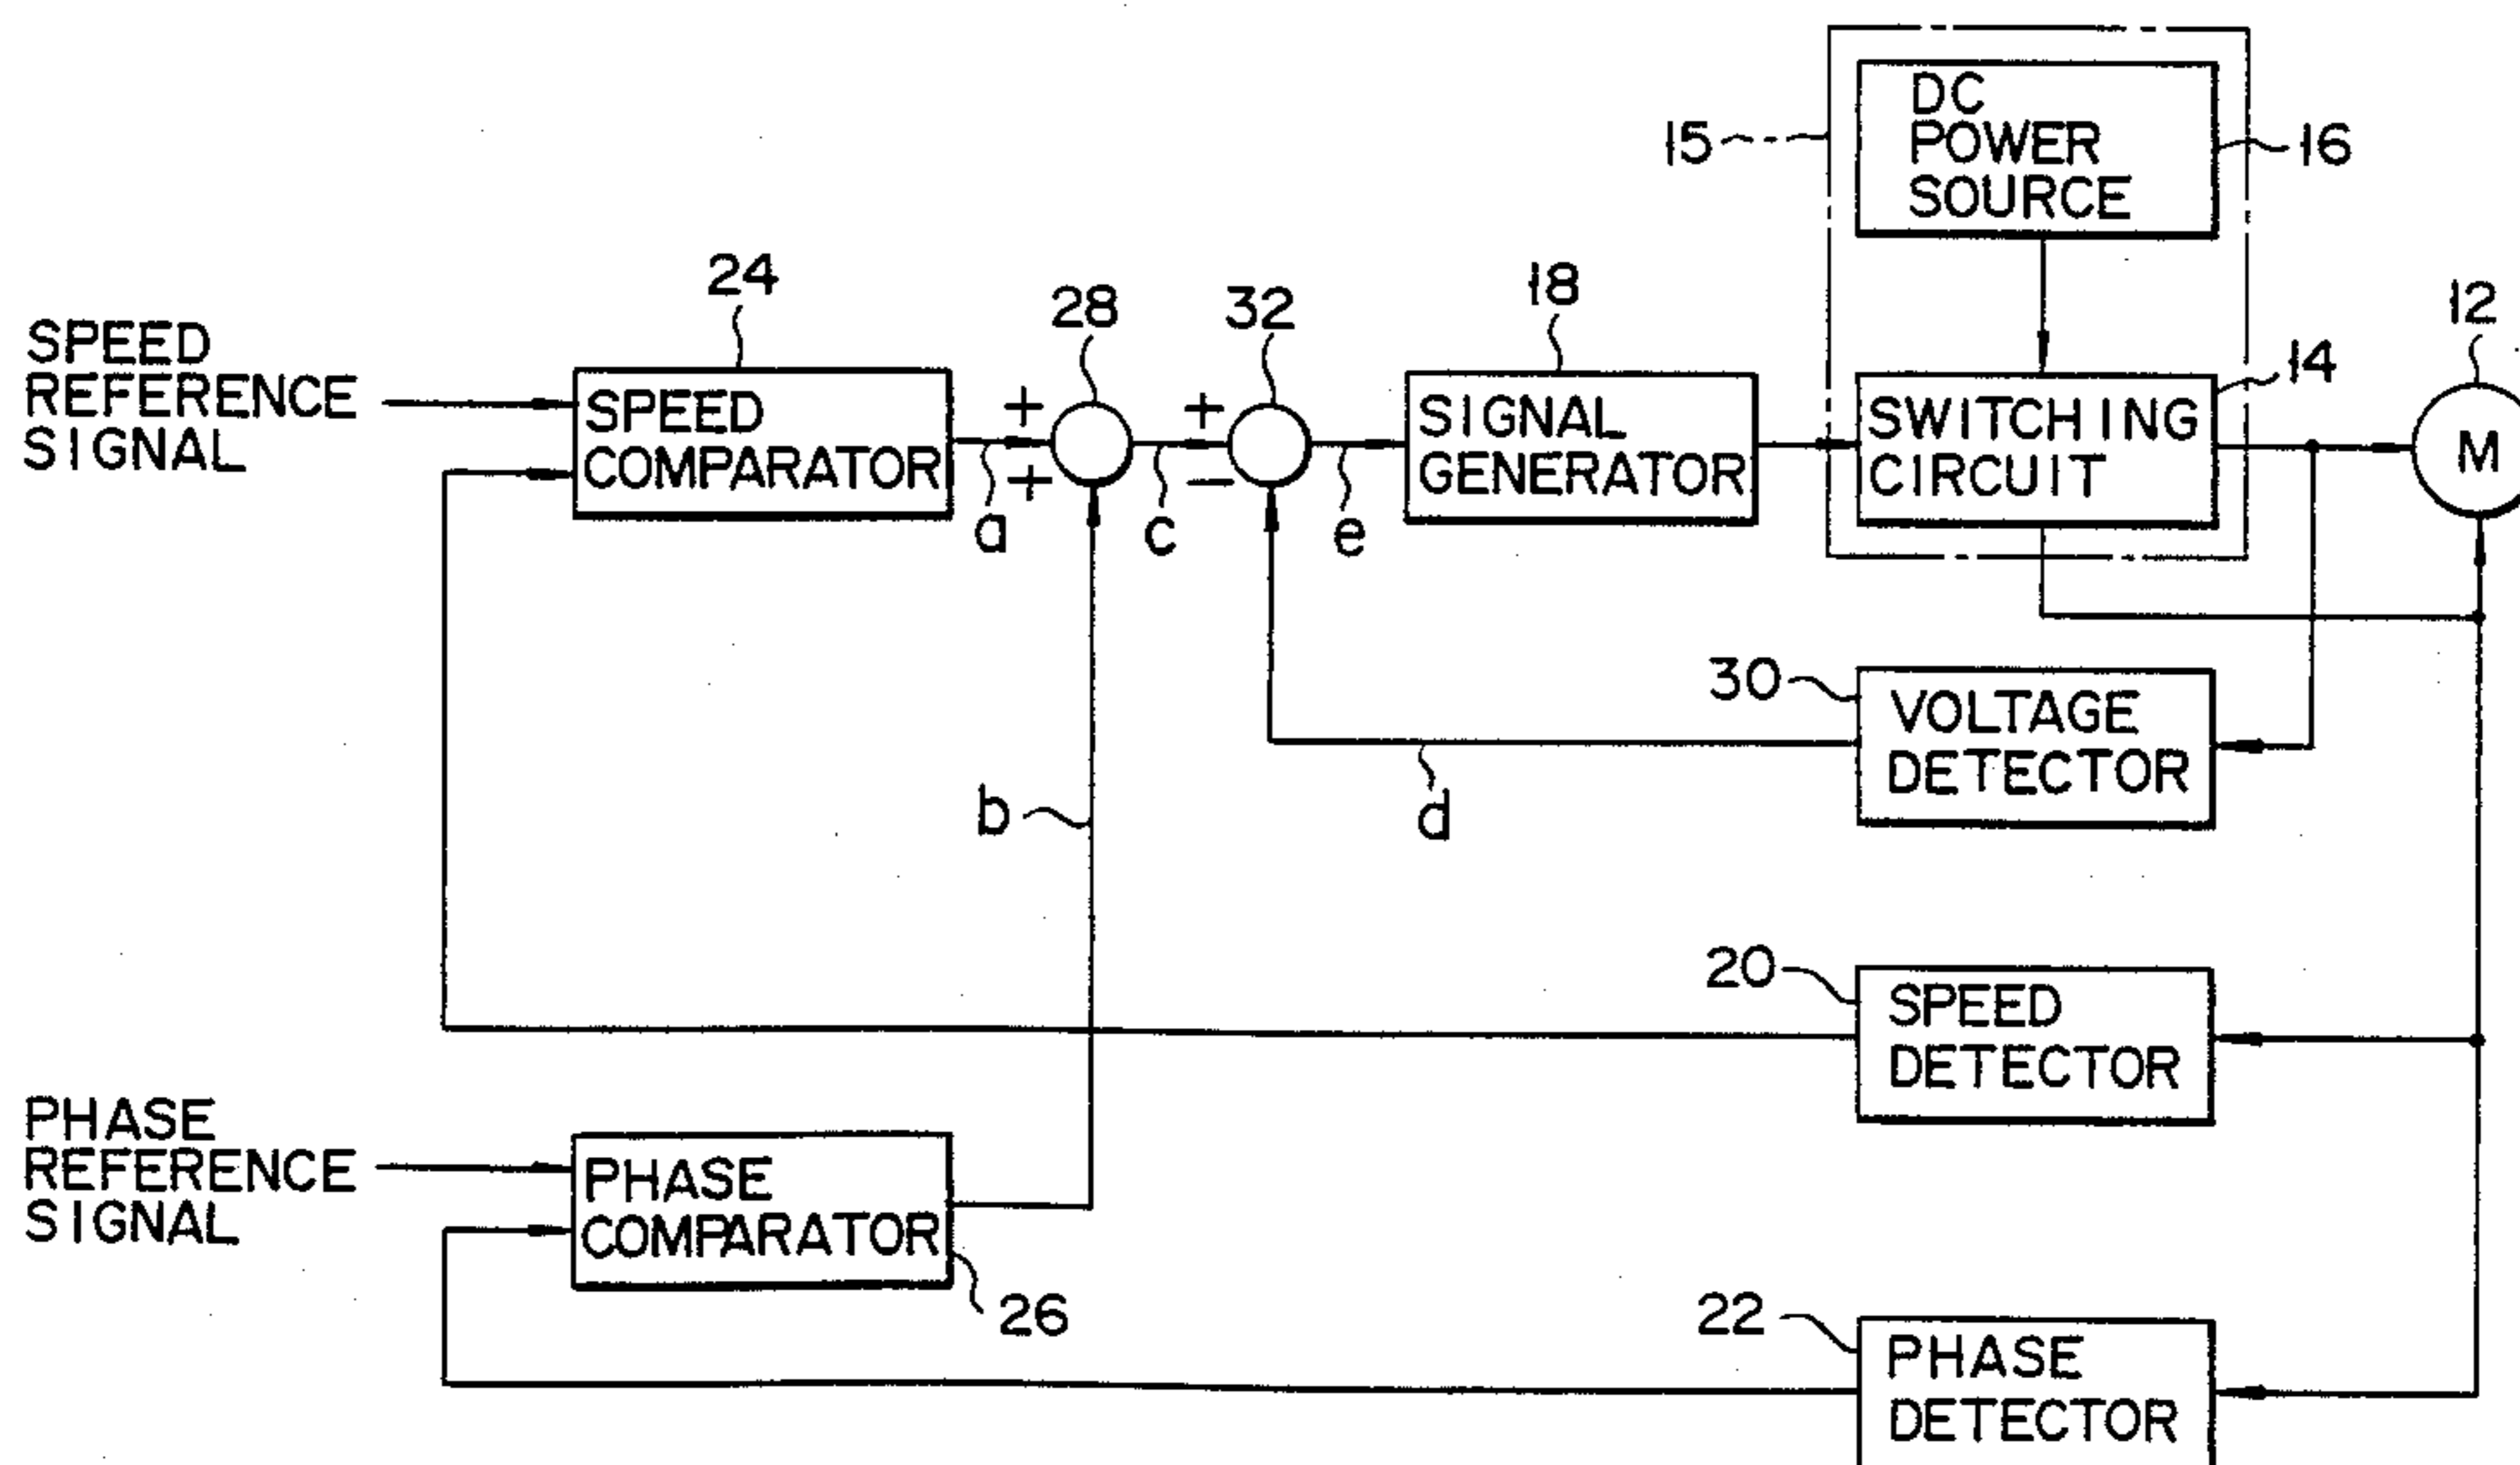 DC
POWER
SOURCE
15
16
24
28
32
18
12
SPEED
REFERENCE
SIGNAL
SPEED
COMPARATOR
+
+
+
−
SIGNAL
GENERATOR
SWITCHING
CIRCUIT
14
M
a
c
e
30
VOLTAGE
DETECTOR
b
d
20
SPEED
DETECTOR
PHASE
REFERENCE
SIGNAL
PHASE
COMPARATOR
26
22
PHASE
DETECTOR